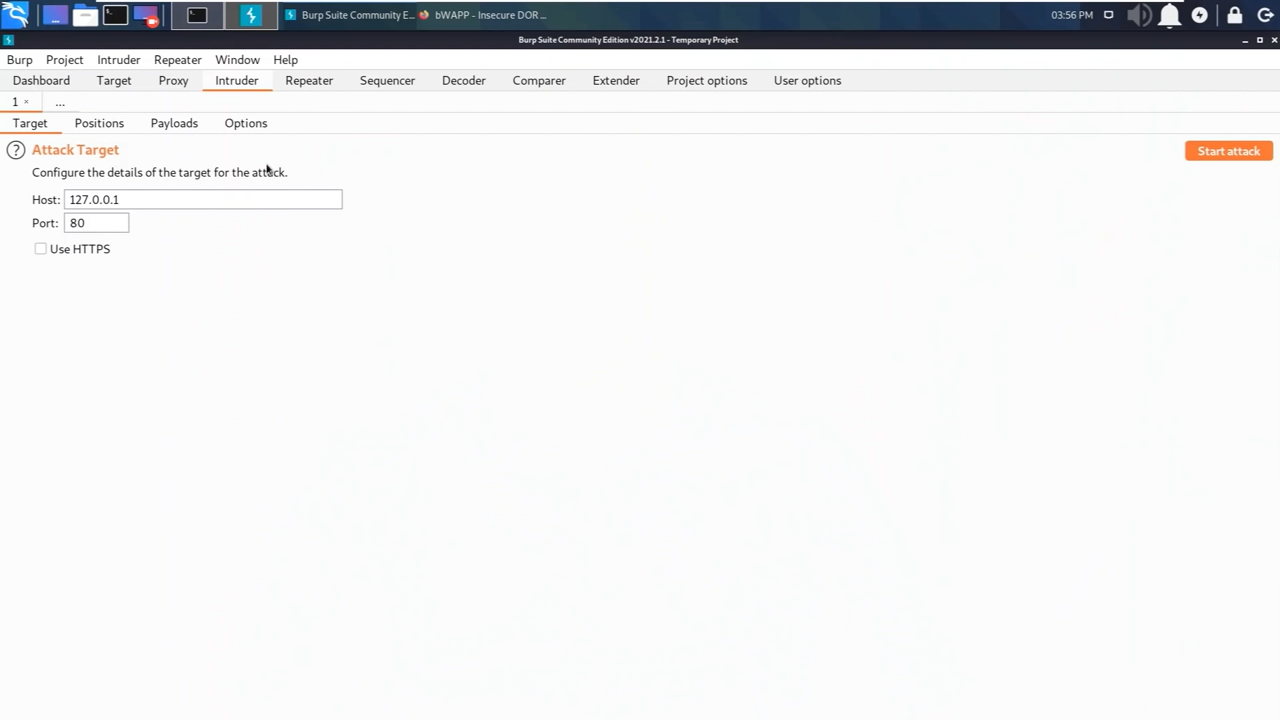 Burp Suite Community E... bWAPP - Insecure DOR ... 03:56 PM
Burp Suite Community Edition v2021.2.1 - Temporary Project
Burp Project Intruder Repeater Window Help
Dashboard Target Proxy Intruder Repeater Sequencer Decoder Comparer Extender Project options User options
1 × ...
Target Positions Payloads Options
? Attack Target Start attack
Configure the details of the target for the attack.
Host: 127.0.0.1
Port: 80
Use HTTPS